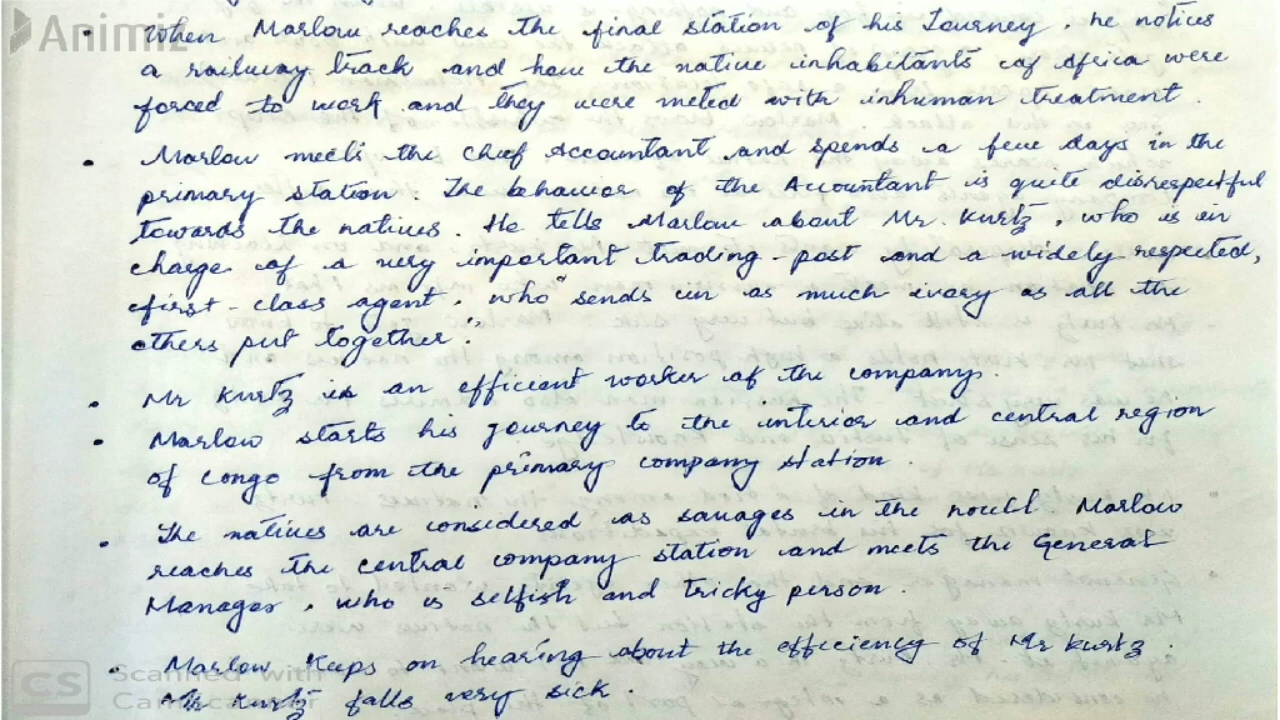 Animiz
• When Marlow reaches the final station of his Journey, he notices
a railway track and how the native inhabitants of Africa were
forced to work and they were meted with inhuman treatment.
• Marlow meets the Chief Accountant and spends a few days in the
primary station. The behavior of the Accountant is quite disrespectful
towards the natives. He tells Marlow about Mr. Kurtz, who is in
charge of a very important trading-post and a widely respected,
first-class agent, who "sends in as much ivory as all the
others put together".
• Mr Kurtz is an efficient worker of the company.
• Marlow starts his journey to the interior and central region
of Congo from the primary company station.
• The natives are considered as savages in the novell. Marlow
reaches the central company station and meets the General
Manager, who is selfish and tricky person.
• Marlow keeps on hearing about the efficiency of Mr Kurtz.
Mr Kurtz falls very sick.
CS Scanned with
CamScanner